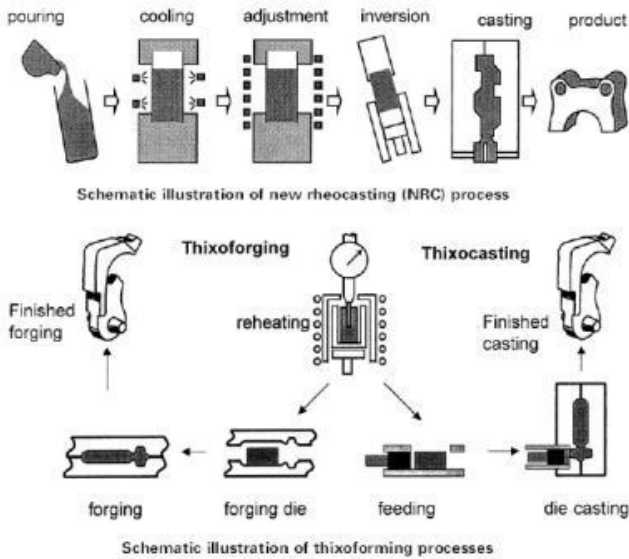 pouring cooling adjustment inversion casting product
Schematic illustration of new rheocasting (NRC) process
Thixoforging Thixocasting
Finished
forging
reheating
Finished
casting
forging forging die feeding die casting
Schematic illustration of thixoforming processes